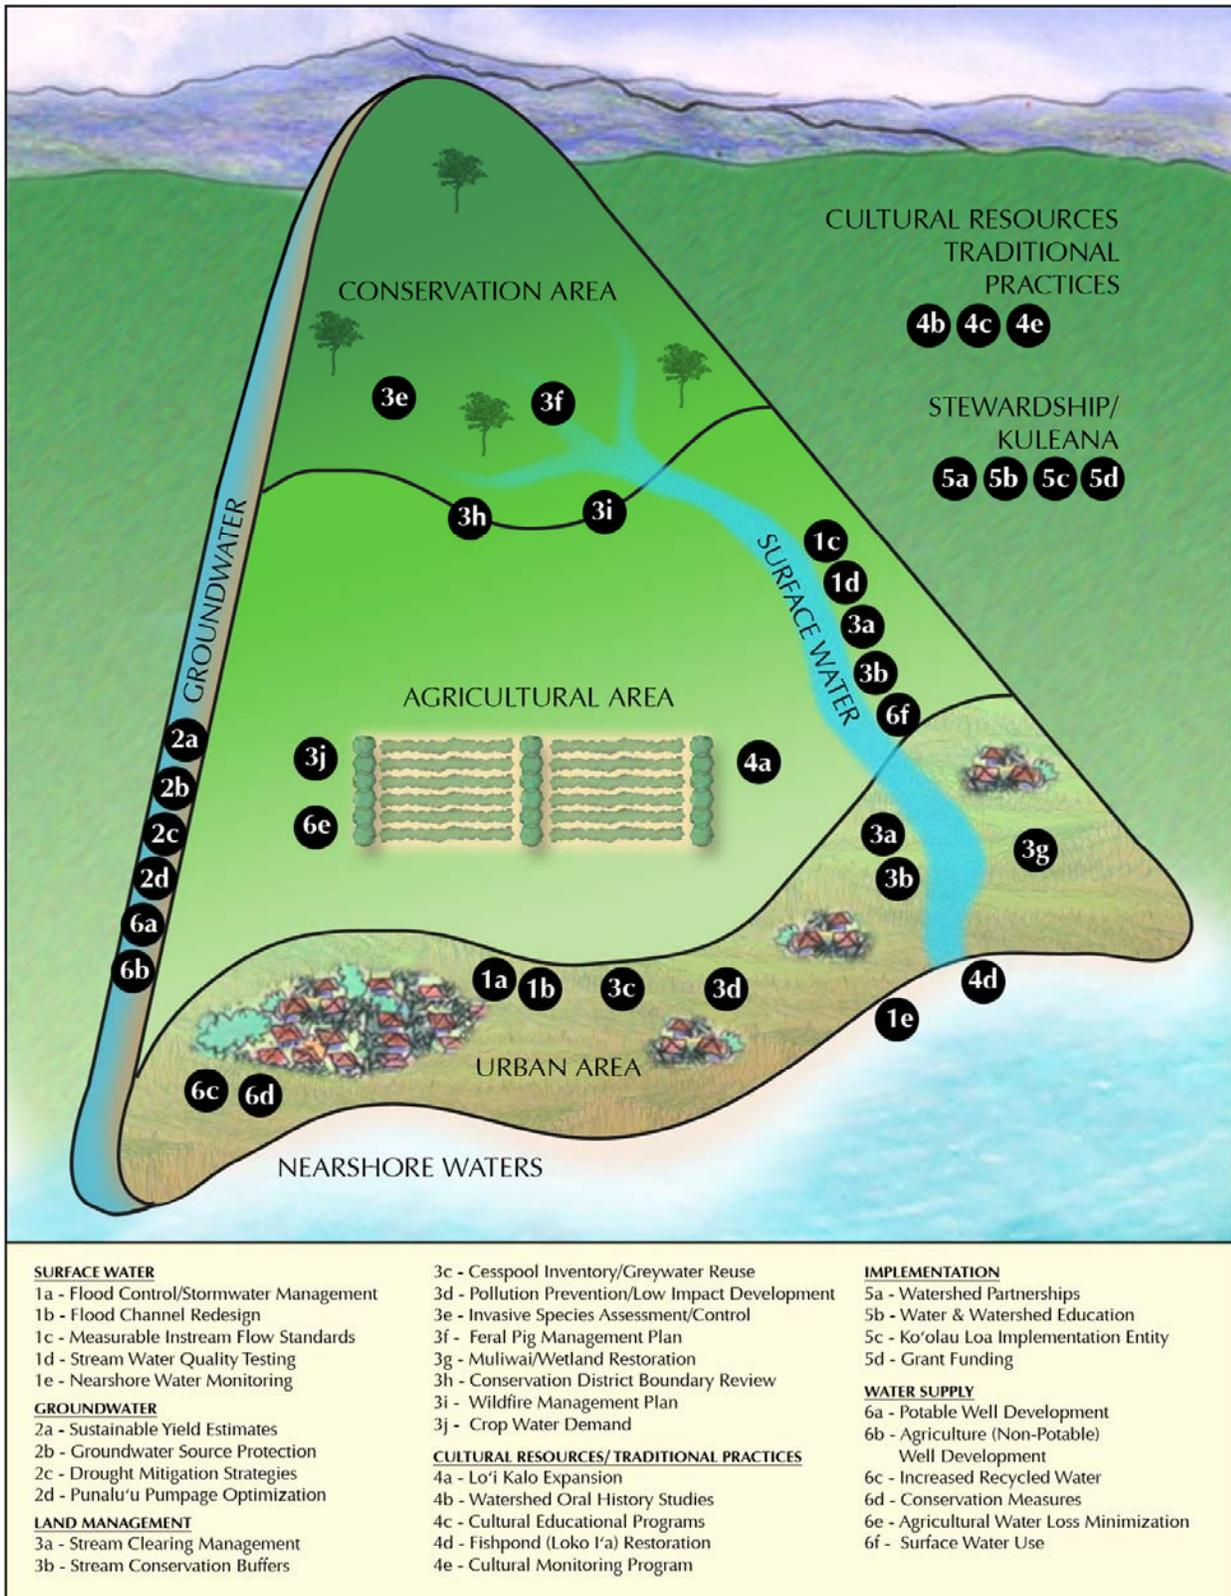 CULTURAL RESOURCES
TRADITIONAL
PRACTICES
4b 4c 4e
CONSERVATION AREA
3e
3f
STEWARDSHIP/
KULEANA
5a 5b 5c 5d
3h
3i
GROUNDWATER
SURFACE WATER
1c
1d
3a
3b
6f
AGRICULTURAL AREA
2a
2b
2c
2d
6a
6b
3j
6e
4a
3a
3b
3g
1a
1b
3c
3d
4d
1e
URBAN AREA
6c
6d
NEARSHORE WATERS
SURFACE WATER
1a - Flood Control/Stormwater Management
1b - Flood Channel Redesign
1c - Measurable Instream Flow Standards
1d - Stream Water Quality Testing
1e - Nearshore Water Monitoring
GROUNDWATER
2a - Sustainable Yield Estimates
2b - Groundwater Source Protection
2c - Drought Mitigation Strategies
2d - Punalu‘u Pumpage Optimization
LAND MANAGEMENT
3a - Stream Clearing Management
3b - Stream Conservation Buffers
3c - Cesspool Inventory/Greywater Reuse
3d - Pollution Prevention/Low Impact Development
3e - Invasive Species Assessment/Control
3f - Feral Pig Management Plan
3g - Muliwai/Wetland Restoration
3h - Conservation District Boundary Review
3i - Wildfire Management Plan
3j - Crop Water Demand
CULTURAL RESOURCES/ TRADITIONAL PRACTICES
4a - Lo‘i Kalo Expansion
4b - Watershed Oral History Studies
4c - Cultural Educational Programs
4d - Fishpond (Loko I‘a) Restoration
4e - Cultural Monitoring Program
IMPLEMENTATION
5a - Watershed Partnerships
5b - Water & Watershed Education
5c - Ko‘olau Loa Implementation Entity
5d - Grant Funding
WATER SUPPLY
6a - Potable Well Development
6b - Agriculture (Non-Potable)
Well Development
6c - Increased Recycled Water
6d - Conservation Measures
6e - Agricultural Water Loss Minimization
6f - Surface Water Use